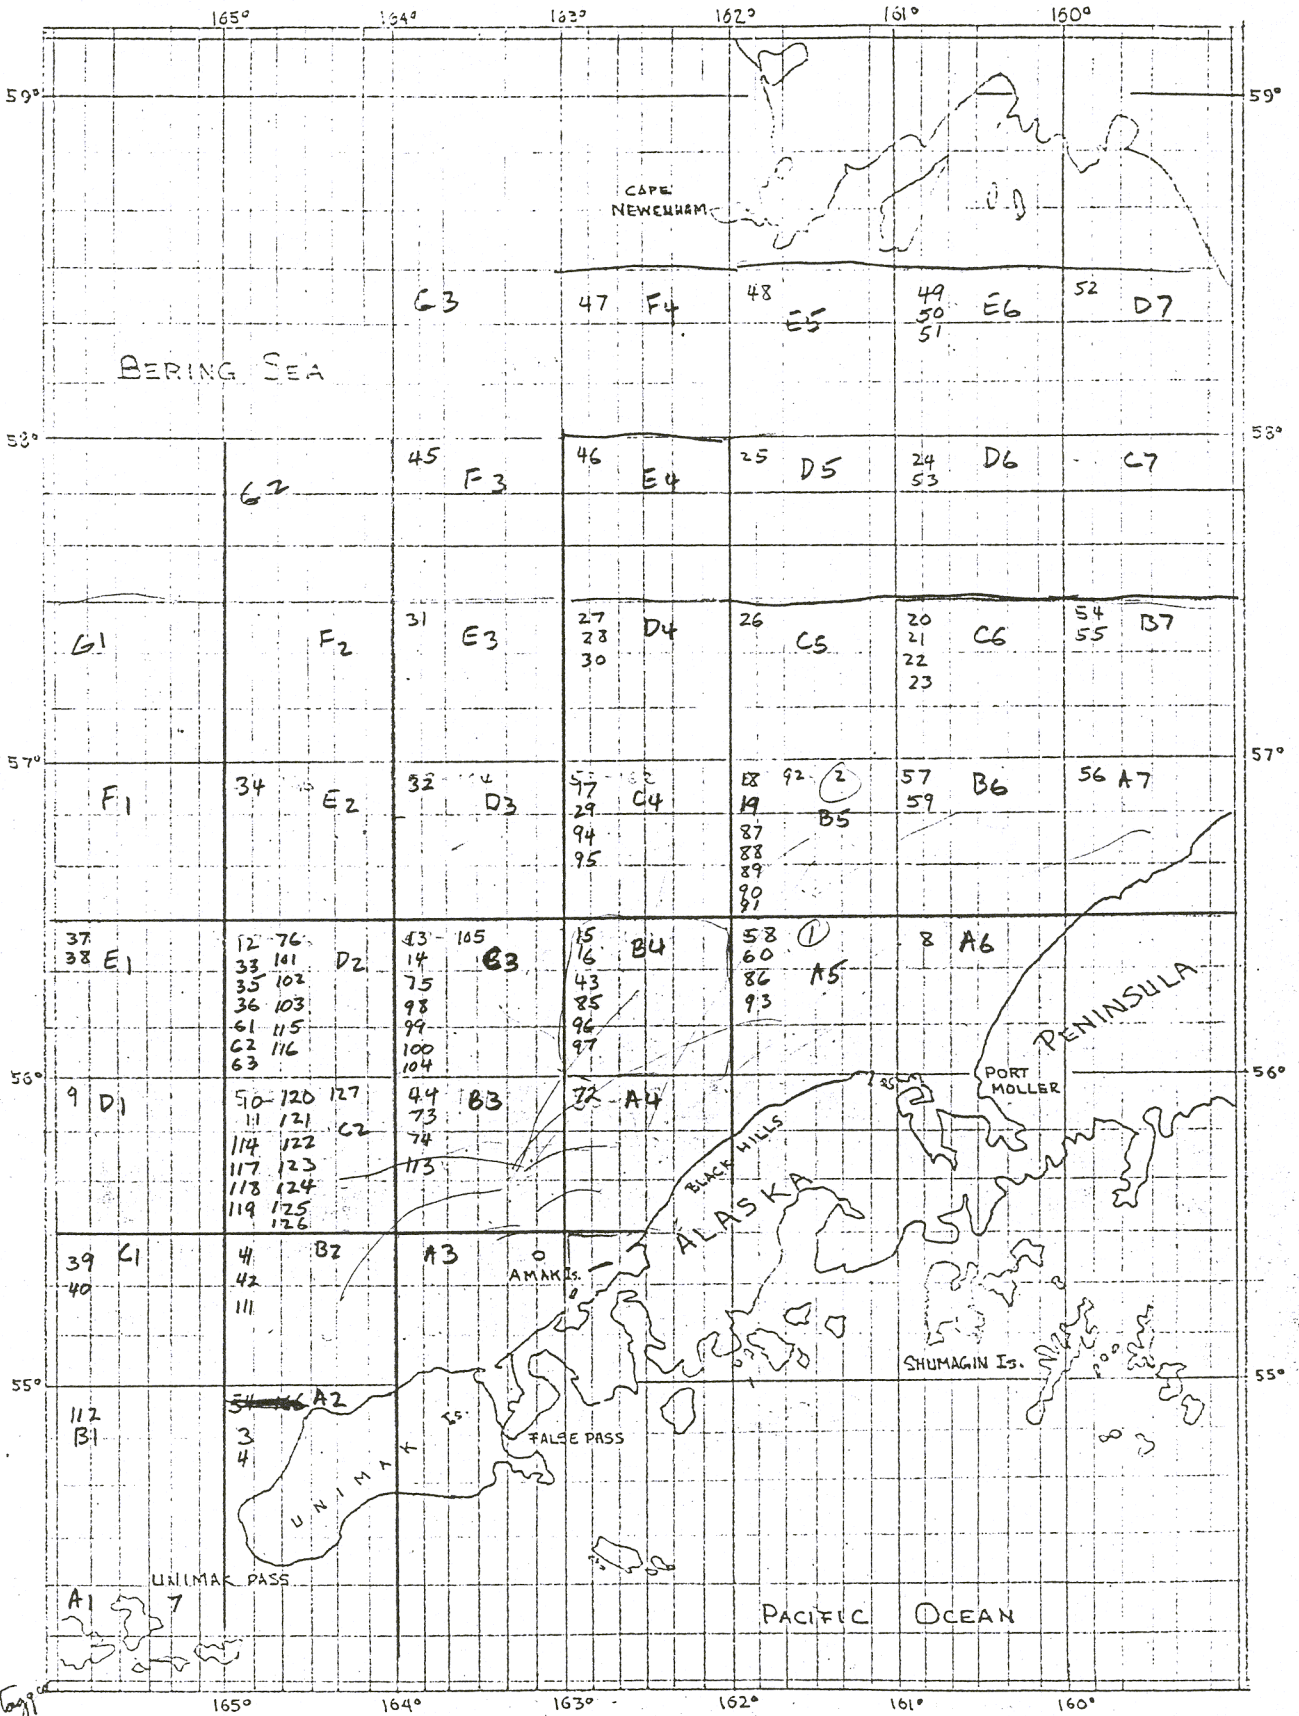 165° 164° 163° 162° 161° 160°
59° 59°
CAPE
NEWENHAM
G3 47 F4 48 E5 49 E6 52 D7
50
51
BERING SEA
58° 58°
G2 45 F3 46 E4 25 D5 24 D6 C7
53
G1 F2 31 E3 27 D4 26 C5 20 C6 54 B7
28 21 55
30 22
23
57° 57°
F1 34 E2 32 D3 17 C4 18 92 2 B5 57 B6 56 A7
29 19 59
94 87
95 88
89
90
91
37 E1 12 76 D2 13 105 C3 15 B4 58 1 A5 8 A6
38 33 101 14 16 60
35 102 75 43 86
36 103 98 85 93
61 115 99 96
62 116 100 97
63 104
PENINSULA
56° 56°
PORT
MOLLER
9 D1 10 120 127 C2 44 B3 72 A4
11 121 73
114 122 74
117 123 113
118 124
119 125
126
BLACK HILLS
ALASKA
39 C1 41 B2 A3
40 42
111
AMAK Is.
SHUMAGIN Is.
55° 55°
112 A2
B1 3
4
UNIMAK Is.
FALSE PASS
UNIMAK PASS
A1 7
PACIFIC OCEAN
165° 164° 163° 162° 161° 160°